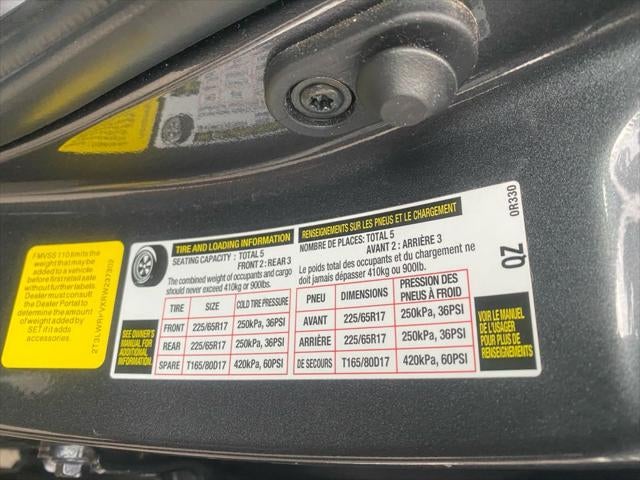 FMVSS 110 limits the
weight that may be
added to a vehicle
before first retail sale
without further labels.
Dealer must consult
the Dealer Portal to
determine the amount
of weight added by
SET if it adds
accessories.
TIRE AND LOADING INFORMATION
SEATING CAPACITY : TOTAL 5
FRONT 2 : REAR 3
The combined weight of occupants and cargo
should never exceed 410kg or 900lbs.
TIRE SIZE COLD TIRE PRESSURE
FRONT 225/65R17 250kPa, 36PSI
REAR 225/65R17 250kPa, 36PSI
SPARE T165/80D17 420kPa, 60PSI
SEE OWNER'S
MANUAL FOR
ADDITIONAL
INFORMATION.
RENSEIGNEMENTS SUR LES PNEUS ET LE CHARGEMENT
NOMBRE DE PLACES: TOTAL 5
AVANT 2 : ARRIÈRE 3
Le poids total des occupants et du chargement ne
doit jamais dépasser 410kg ou 900lb.
PNEU DIMENSIONS PRESSION DES
PNEUS À FROID
AVANT 225/65R17 250kPa, 36PSI
ARRIÈRE 225/65R17 250kPa, 36PSI
DE SECOURS T165/80D17 420kPa, 60PSI
VOIR LE MANUEL
DE L'USAGER
POUR PLUS DE
RENSEIGNEMENTS
QZ
0R330